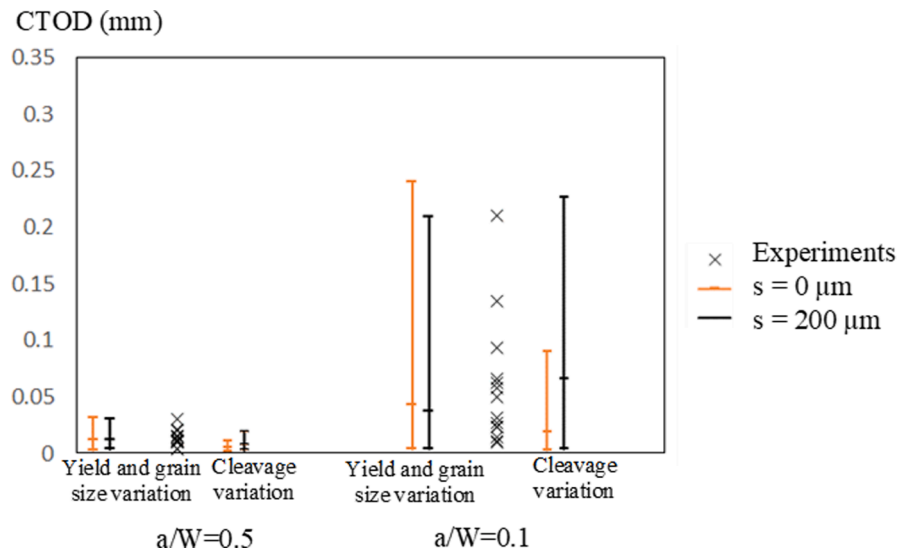 CTOD (mm)
0.35
0.3
0.25
0.2
0.15
0.1
0.05
0
Experiments
s = 0 μm
s = 200 μm
Yield and grain
size variation
Cleavage
variation
Yield and grain
size variation
Cleavage
variation
a/W=0.5
a/W=0.1